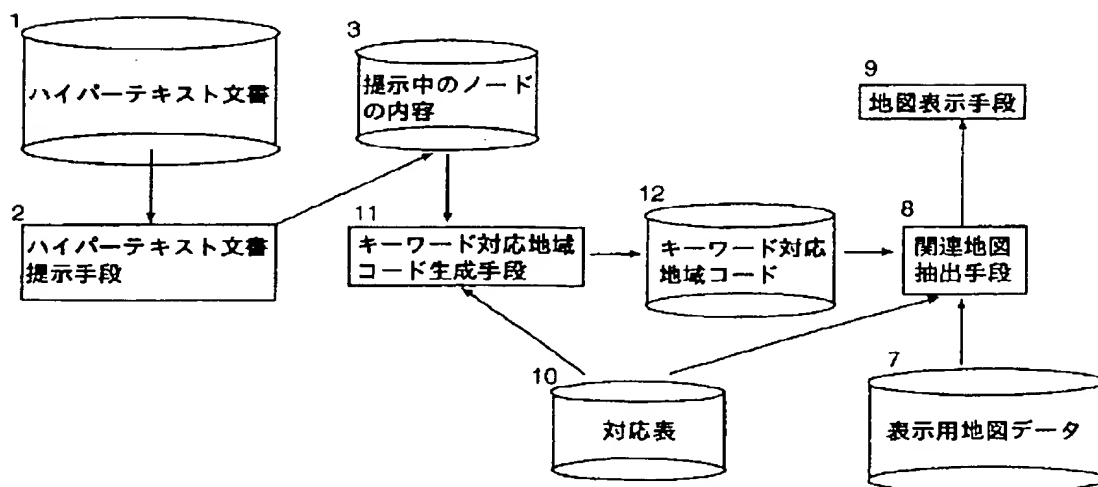 1
ハイパーテキスト文書
2
ハイパーテキスト文書
提示手段
3
提示中のノード
の内容
11
キーワード対応地域
コード生成手段
12
キーワード対応
地域コード
9
地図表示手段
8
関連地図
抽出手段
10
対応表
7
表示用地図データ